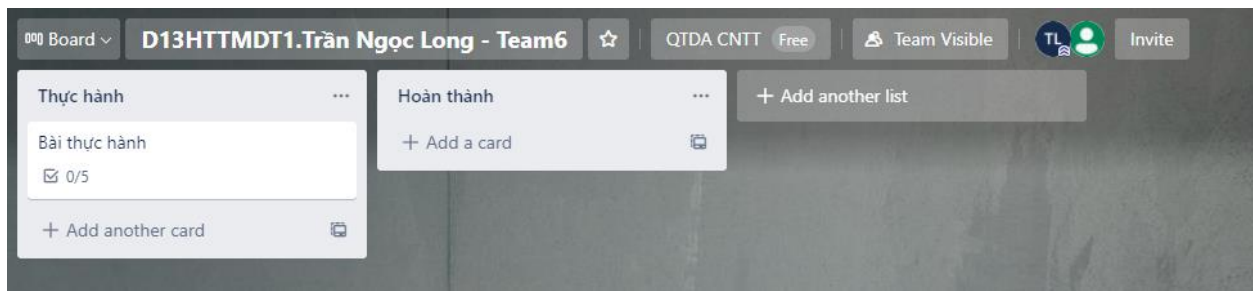 Board D13HTTMDT1.Trần Ngọc Long - Team6 QTDA CNTT Free Team Visible TL Invite
Thực hành ...
Bài thực hành
0/5
+ Add another card
Hoàn thành ...
+ Add a card
+ Add another list